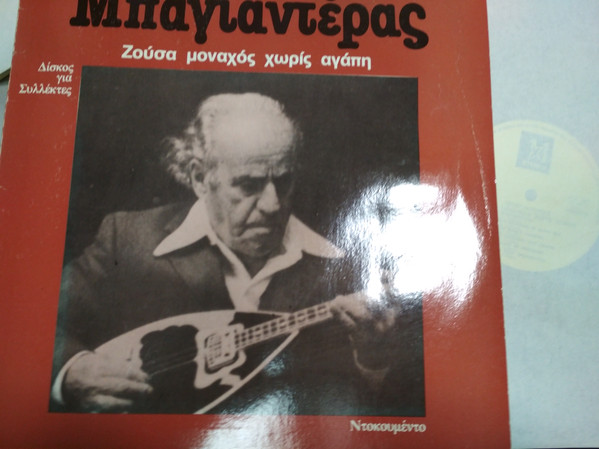 Μπαγιαντέρας
Ζούσα μοναχός χωρίς αγάπη
Δίσκος
για
Συλλέκτες
Ντοκουμέντο